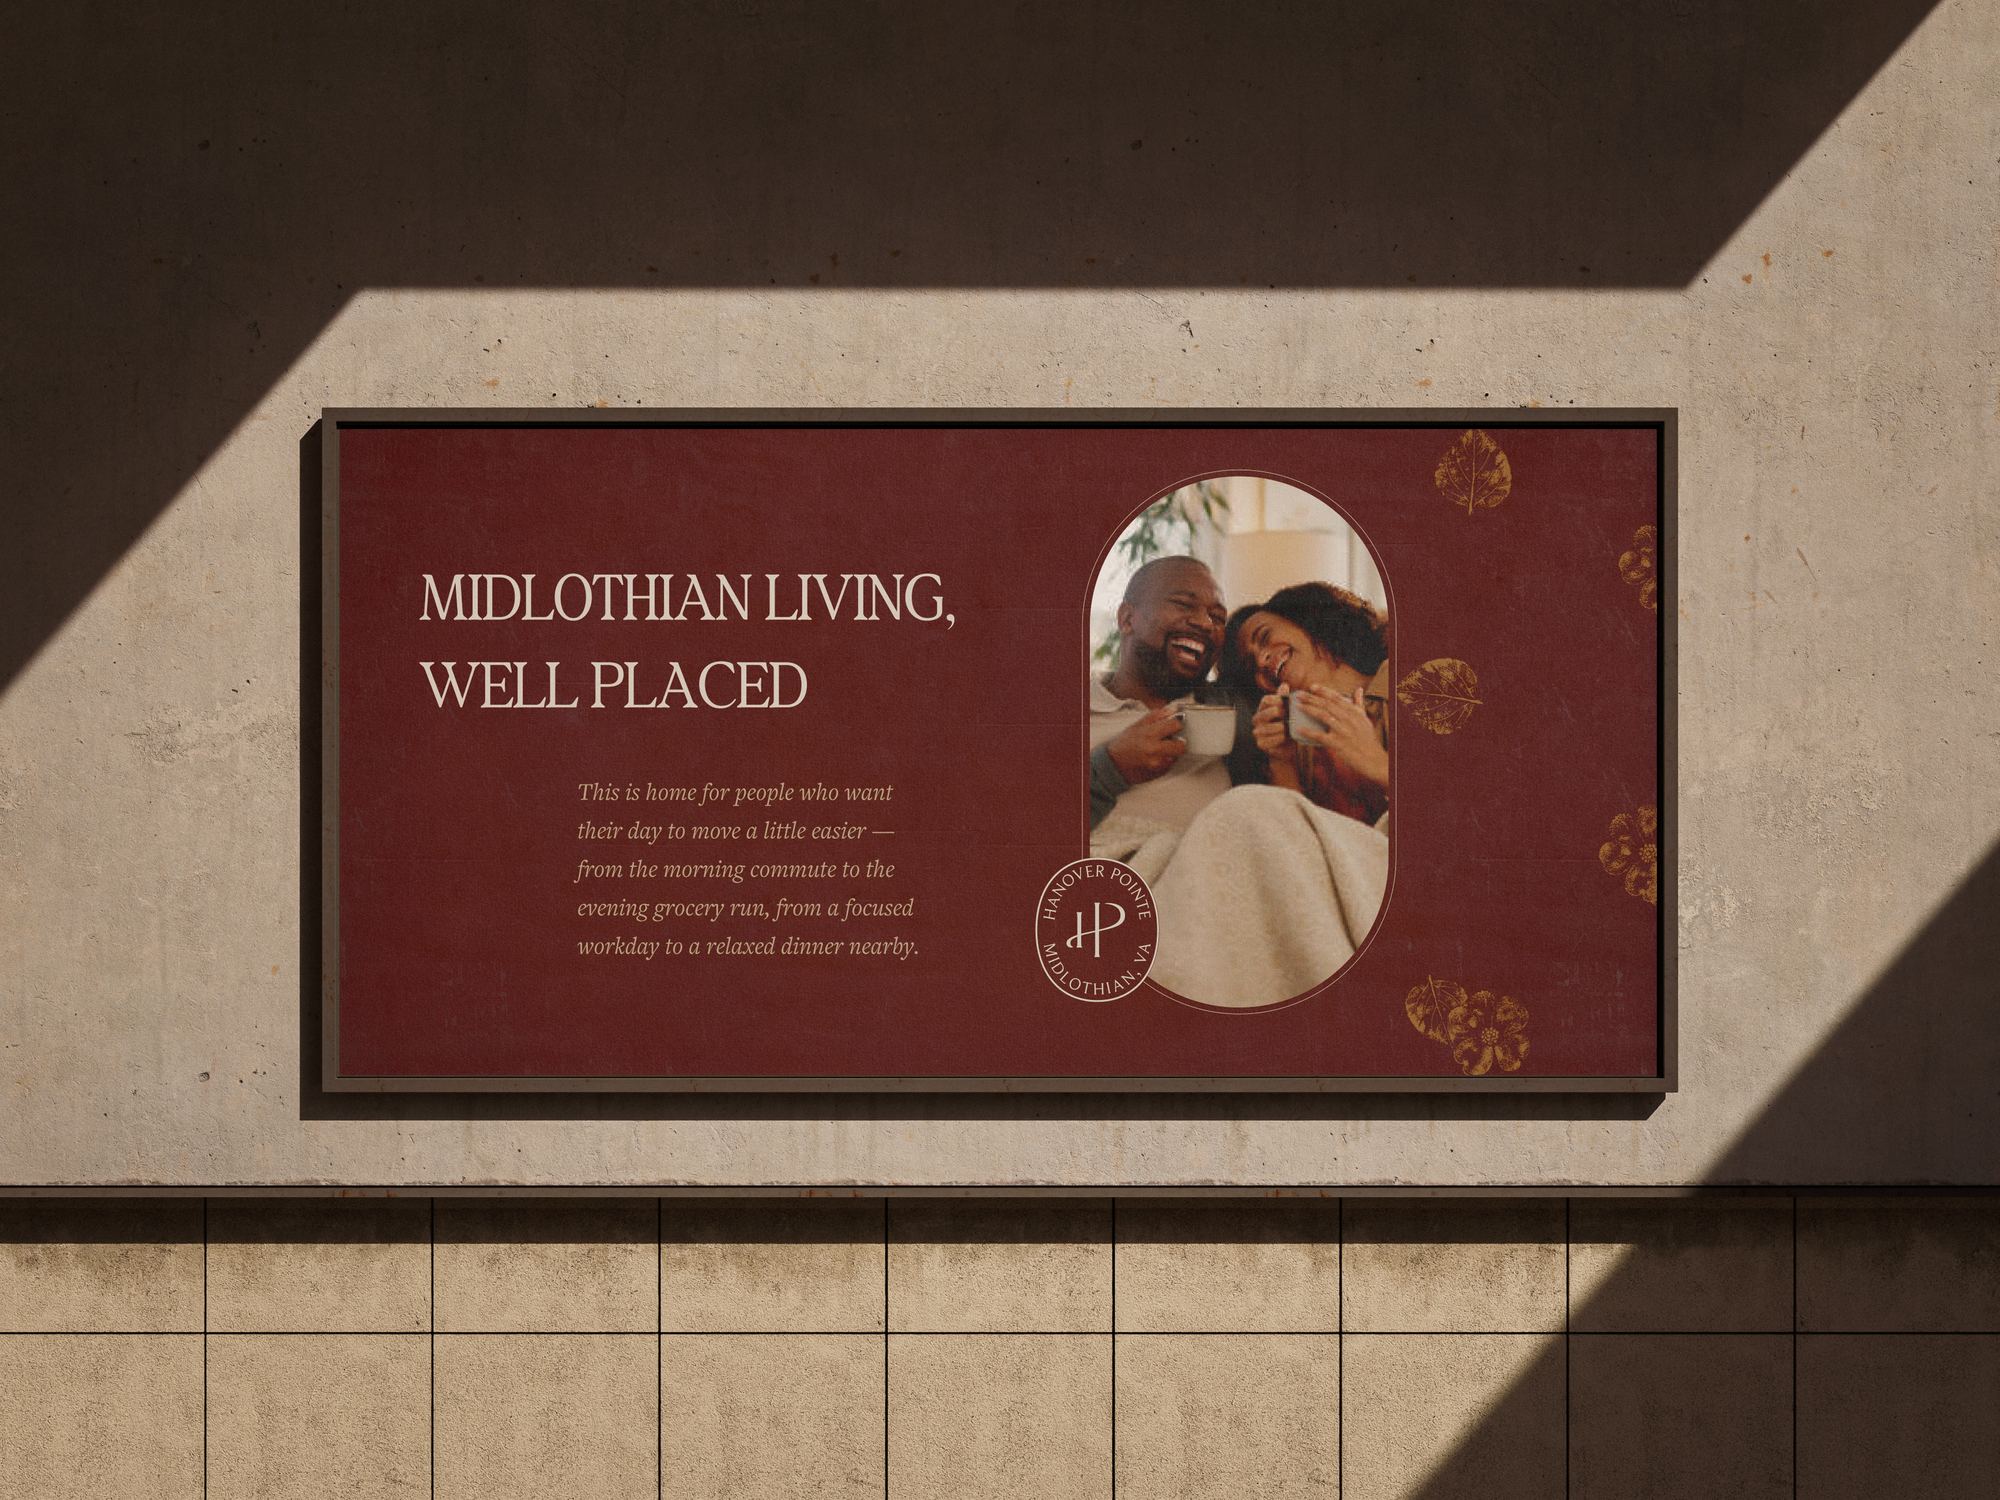 MIDLOTHIAN LIVING,
WELL PLACED
This is home for people who want
their day to move a little easier —
from the morning commute to the
evening grocery run, from a focused
workday to a relaxed dinner nearby.
HANOVER POINTE
HP
MIDLOTHIAN, VA